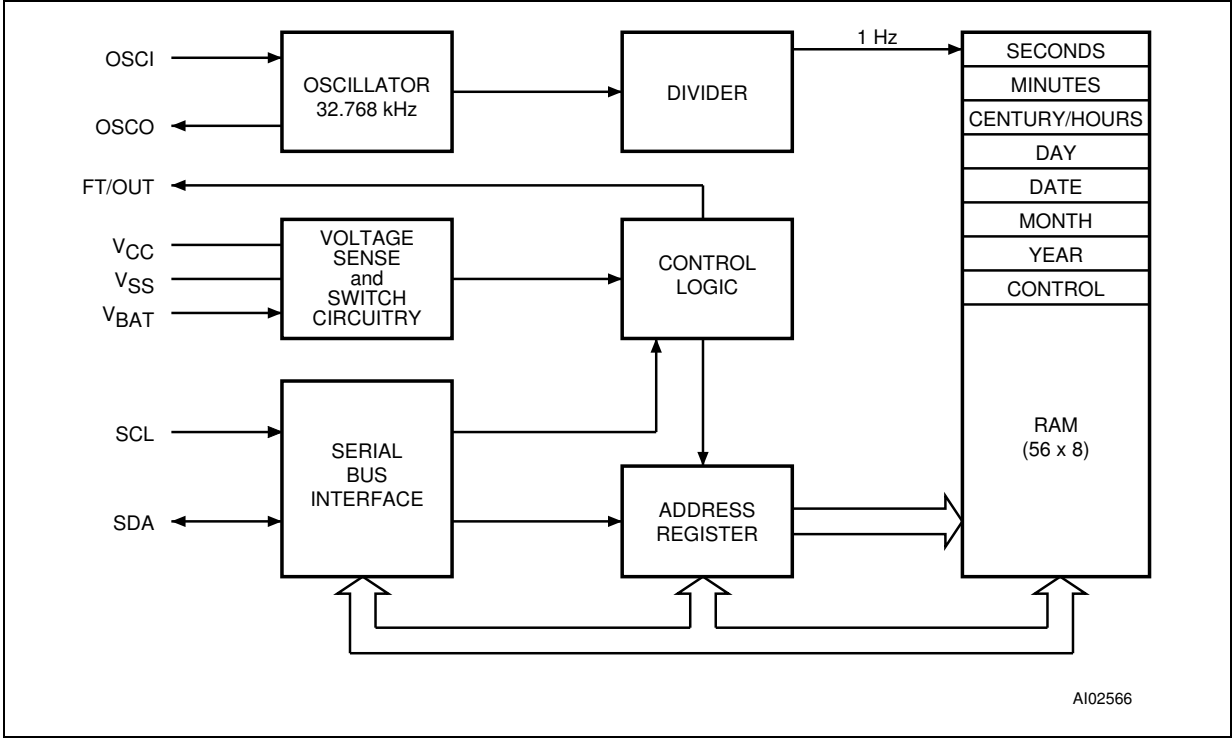 OSCI
OSCO
FT/OUT
VCC
VSS
VBAT
SCL
SDA
OSCILLATOR
32.768 kHz
VOLTAGE
SENSE
and
SWITCH
CIRCUITRY
SERIAL
BUS
INTERFACE
DIVIDER
CONTROL
LOGIC
ADDRESS
REGISTER
1 Hz
SECONDS
MINUTES
CENTURY/HOURS
DAY
DATE
MONTH
YEAR
CONTROL
RAM
(56 x 8)
AI02566